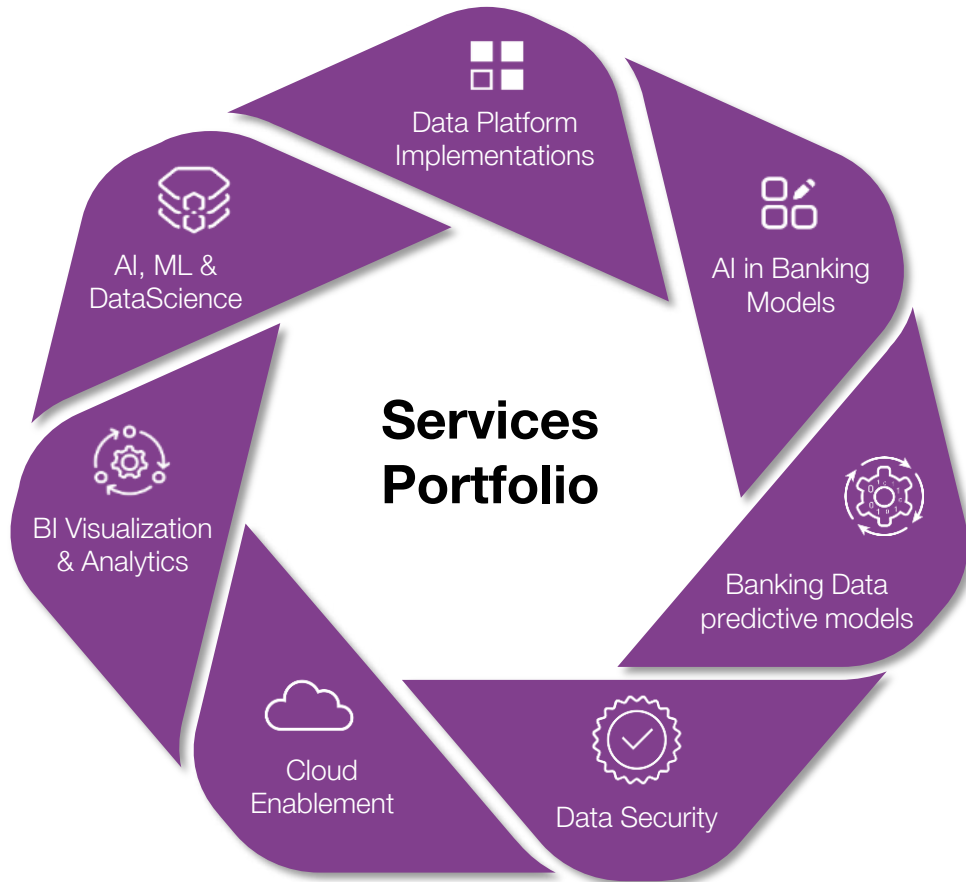 Data Platform
Implementations
AI in Banking
Models
Banking Data
predictive models
Data Security
Cloud
Enablement
BI Visualization
& Analytics
AI, ML &
DataScience
Services
Portfolio